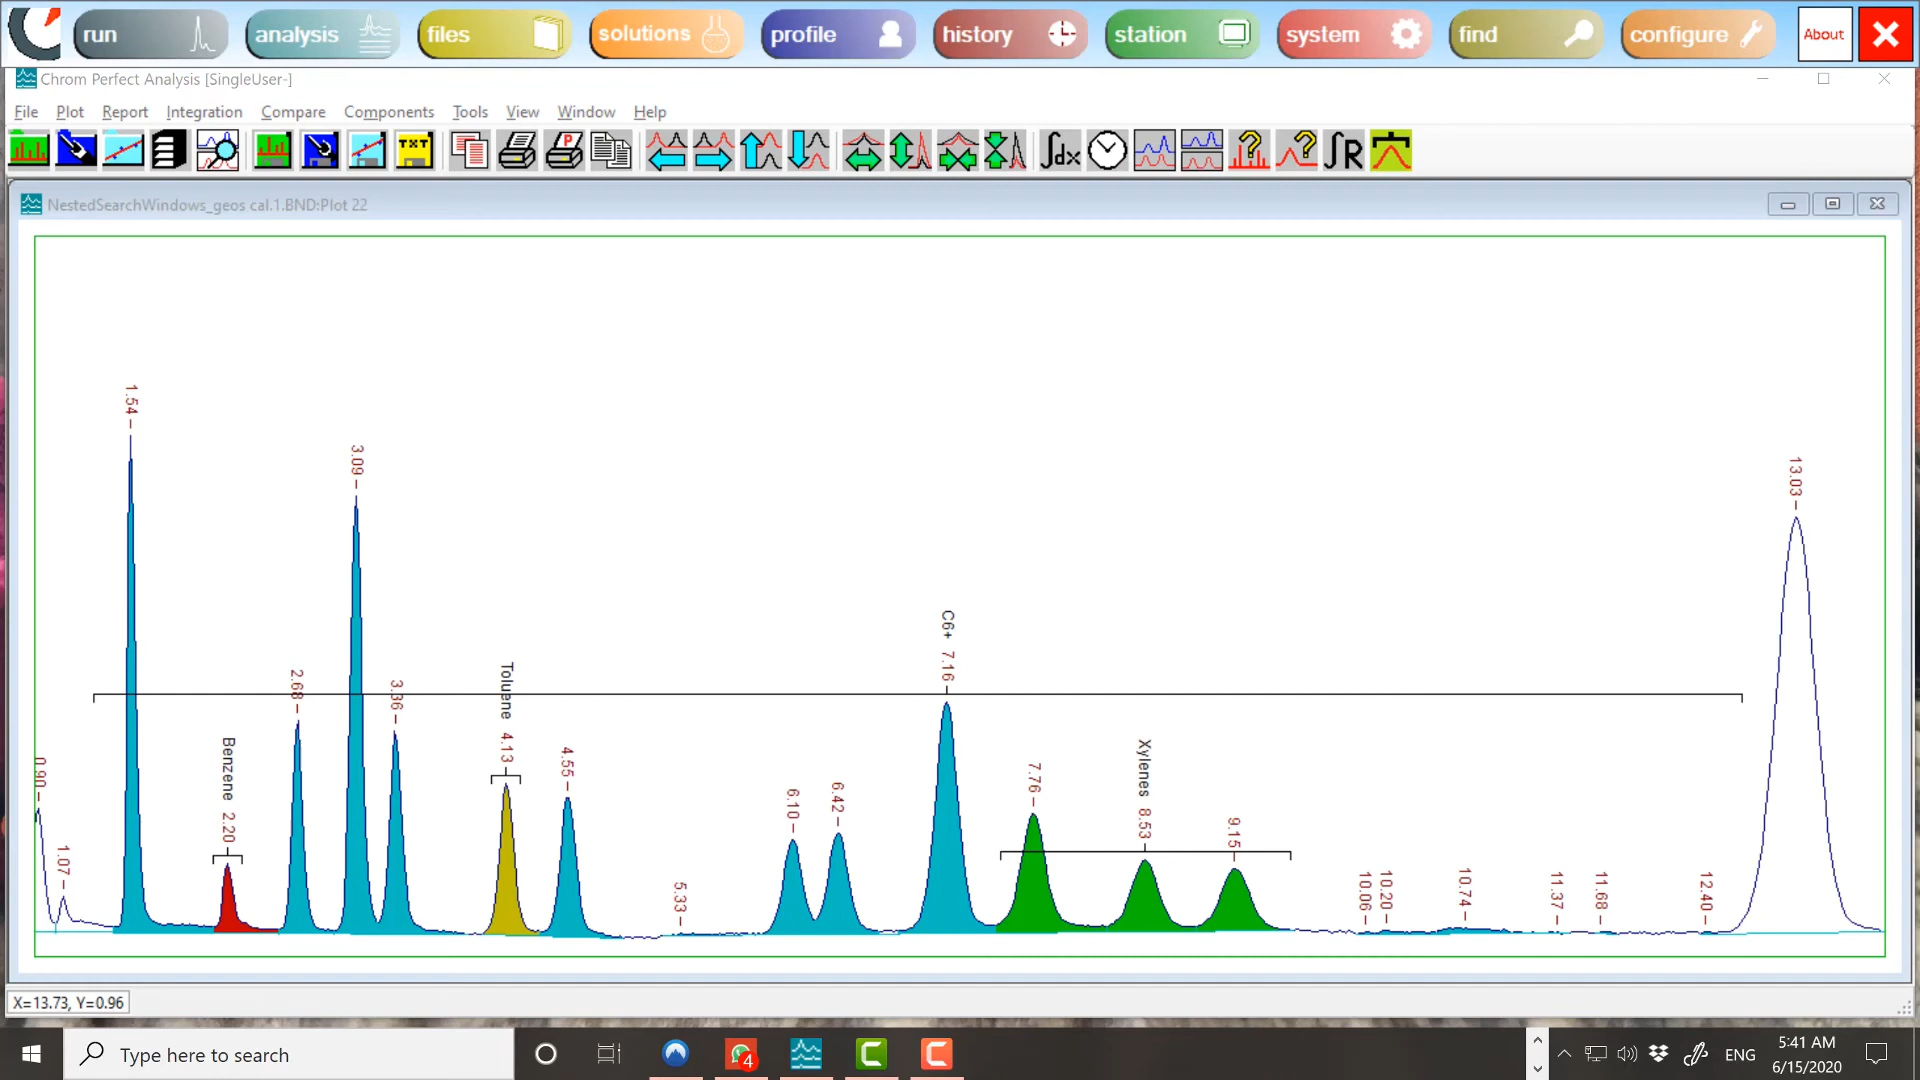 run analysis files solutions profile history station system find configure About
Chrom Perfect Analysis [SingleUser-]
File Plot Report Integration Compare Components Tools View Window Help
TXT P ∫dx ? ? ∫R
NestedSearchWindows_geos cal.1.BND:Plot 22
0.90
1.07
1.54
Benzene 2.20
2.68
3.09
3.36
Toluene 4.13
4.55
5.33
6.10
6.42
C6+ 7.16
7.76
Xylenes 8.53
9.15
10.06
10.20
10.74
11.37
11.68
12.40
13.03
X=13.73, Y=0.96
Type here to search
4
ENG
5:41 AM
6/15/2020